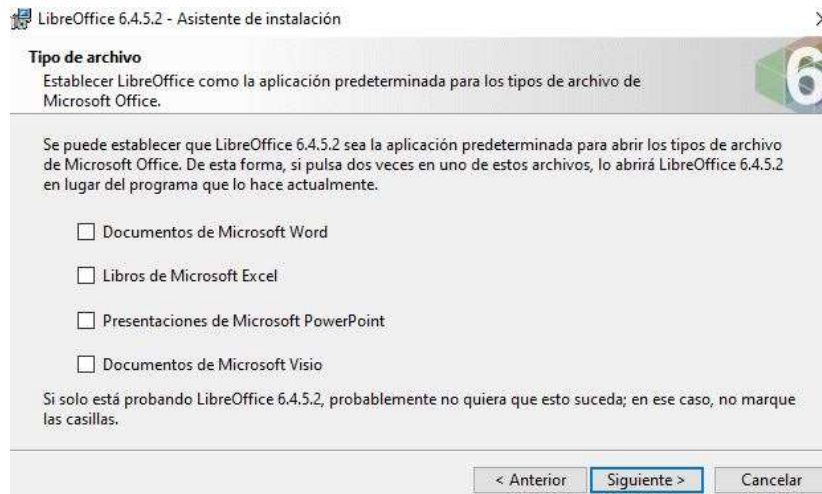 LibreOffice 6.4.5.2 - Asistente de instalación
Tipo de archivo
Establecer LibreOffice como la aplicación predeterminada para los tipos de archivo de
Microsoft Office.
6
Se puede establecer que LibreOffice 6.4.5.2 sea la aplicación predeterminada para abrir los tipos de archivo
de Microsoft Office. De esta forma, si pulsa dos veces en uno de estos archivos, lo abrirá LibreOffice 6.4.5.2
en lugar del programa que lo hace actualmente.
Documentos de Microsoft Word
Libros de Microsoft Excel
Presentaciones de Microsoft PowerPoint
Documentos de Microsoft Visio
Si solo está probando LibreOffice 6.4.5.2, probablemente no quiera que esto suceda; en ese caso, no marque
las casillas.
< Anterior Siguiente > Cancelar